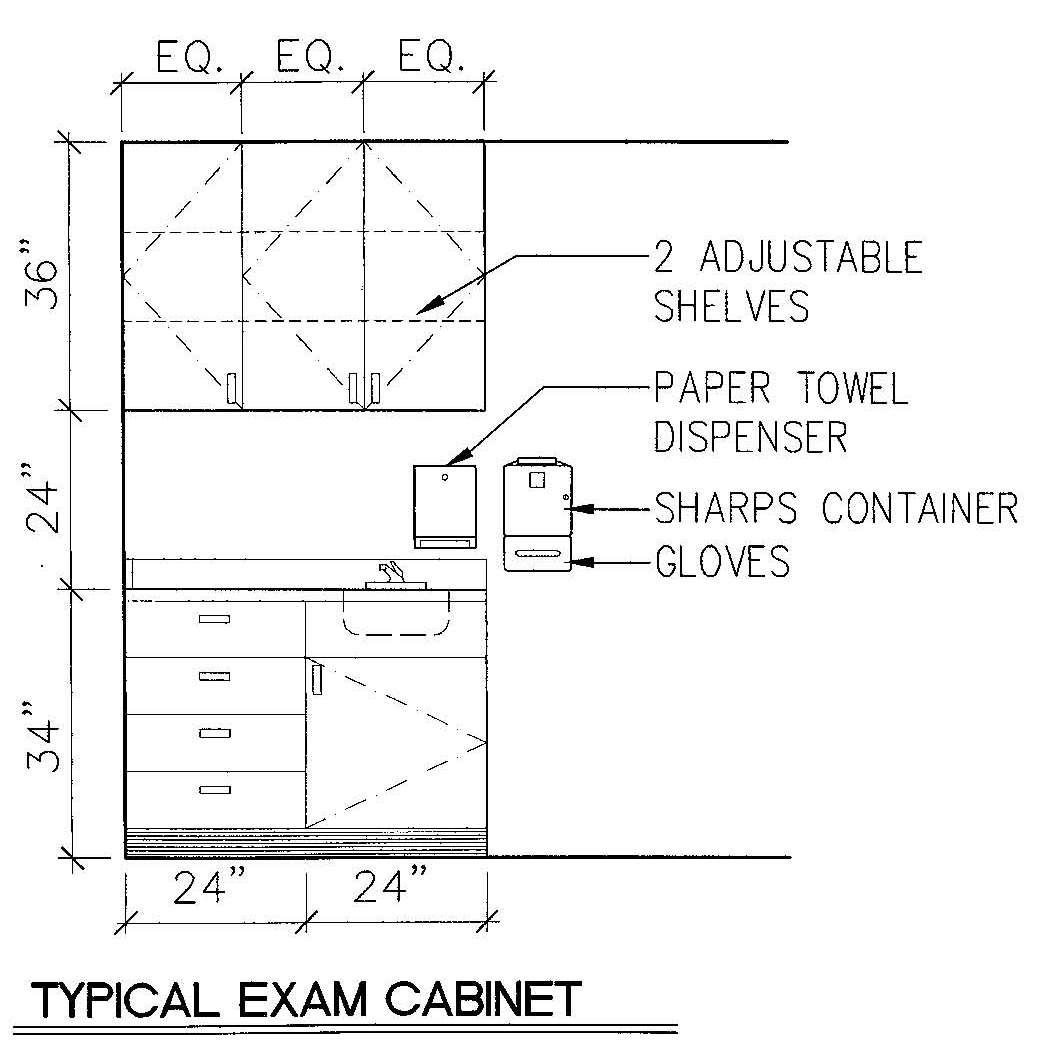 EQ. EQ. EQ.
36”
2 ADJUSTABLE
SHELVES
PAPER TOWEL
DISPENSER
24”
SHARPS CONTAINER
GLOVES
34”
24” 24”
TYPICAL EXAM CABINET